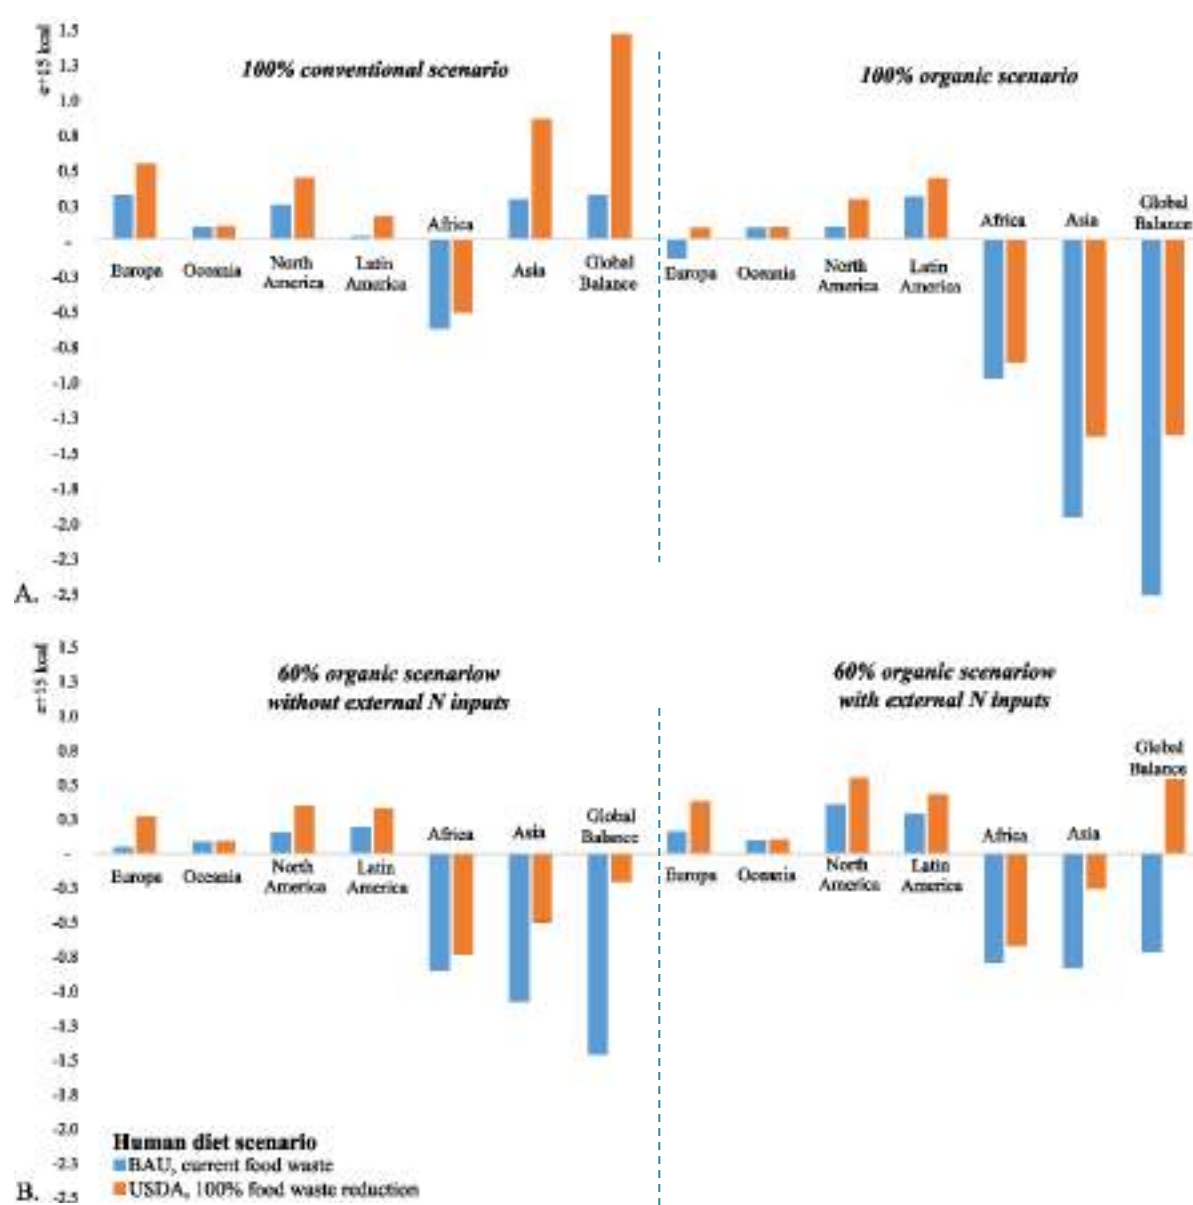 e+15 kcal
1.5
1.3
1.0
0.8
0.5
0.3
-
-0.3
-0.5
-0.8
-1.0
-1.3
-1.5
-1.8
-2.0
-2.3
-2.5
A.
100% conventional scenario
Europa
Oceania
North
America
Latin
America
Africa
Asia
Global
Balance
100% organic scenario
Europa
Oceania
North
America
Latin
America
Africa
Asia
Global
Balance
e+15 kcal
1.5
1.3
1.0
0.8
0.5
0.3
-
-0.3
-0.5
-0.8
-1.0
-1.3
-1.5
-1.8
-2.0
-2.3
-2.5
B.
60% organic scenariow
without external N inputs
Europa
Oceania
North
America
Latin
America
Africa
Asia
Global
Balance
60% organic scenariow
with external N inputs
Europa
Oceania
North
America
Latin
America
Africa
Asia
Global
Balance
Human diet scenario
BAU, current food waste
USDA, 100% food waste reduction